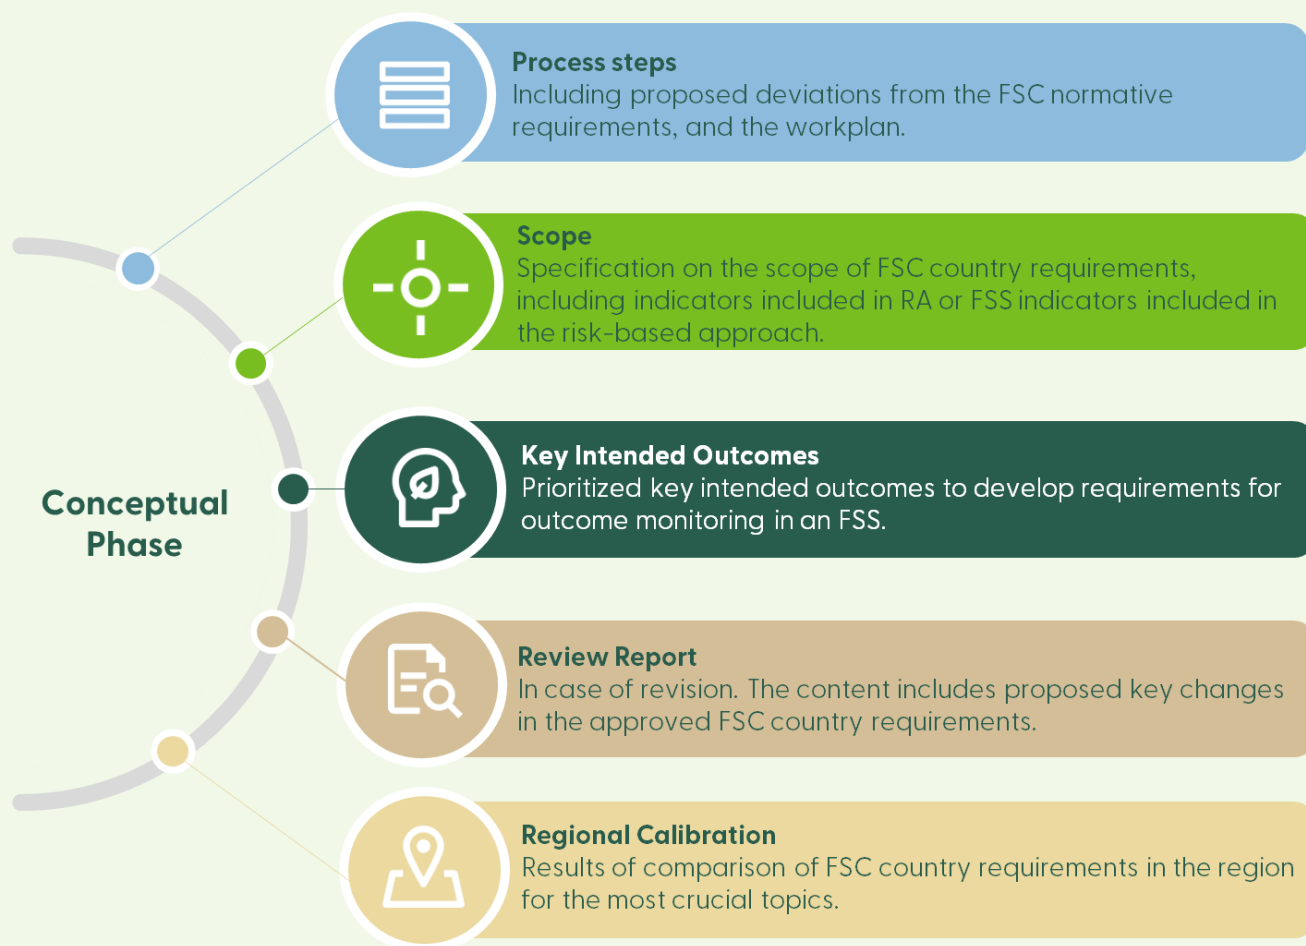 Process steps
Including proposed deviations from the FSC normative
requirements, and the workplan.
Scope
Specification on the scope of FSC country requirements,
including indicators included in RA or FSS indicators included in
the risk-based approach.
Conceptual
Phase
Key Intended Outcomes
Prioritized key intended outcomes to develop requirements for
outcome monitoring in an FSS.
Review Report
In case of revision. The content includes proposed key changes
in the approved FSC country requirements.
Regional Calibration
Results of comparison of FSC country requirements in the region
for the most crucial topics.